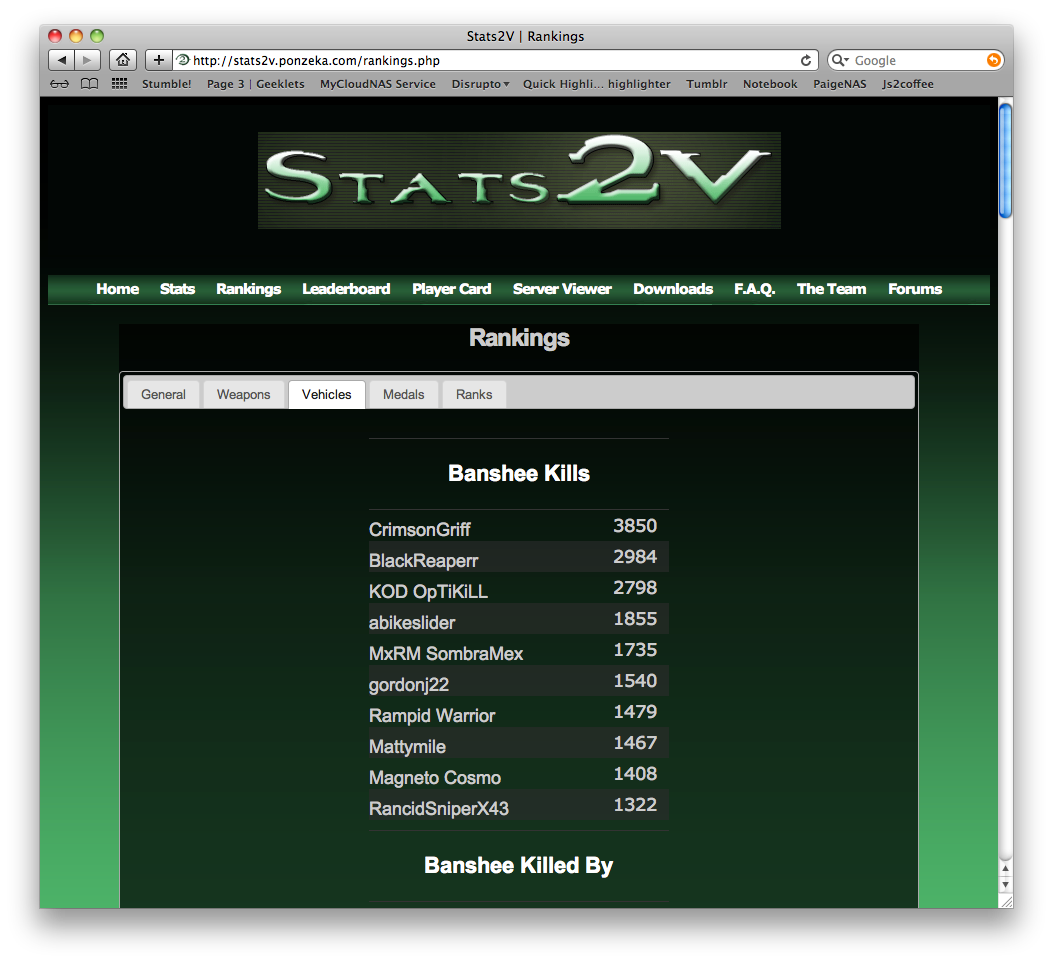 Stats2V | Rankings
http://stats2v.ponzeka.com/rankings.php
Google
Stumble! Page 3 | Geeklets MyCloudNAS Service Disrupto Quick Highli... highlighter Tumblr Notebook PaigeNAS Js2coffee
Stats2V
Home Stats Rankings Leaderboard Player Card Server Viewer Downloads F.A.Q. The Team Forums
Rankings
General Weapons Vehicles Medals Ranks
Banshee Kills
CrimsonGriff 3850
BlackReaperr 2984
KOD OpTiKiLL 2798
abikeslider 1855
MxRM SombraMex 1735
gordonj22 1540
Rampid Warrior 1479
Mattymile 1467
Magneto Cosmo 1408
RancidSniperX43 1322
Banshee Killed By